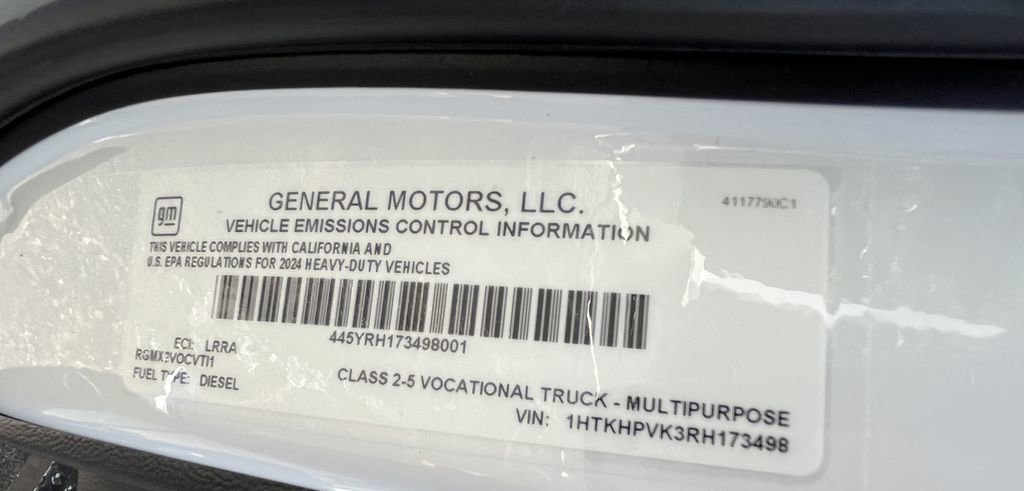 gm
GENERAL MOTORS, LLC.
4117790C1
VEHICLE EMISSIONS CONTROL INFORMATION
THIS VEHICLE COMPLIES WITH CALIFORNIA AND
U.S. EPA REGULATIONS FOR 2024 HEAVY-DUTY VEHICLES
445YRH173498001
ECI: LRRA
FUEL TYPE: DIESEL
CLASS 2-5 VOCATIONAL TRUCK - MULTIPURPOSE
VIN: 1HTKHPVK3RH173498